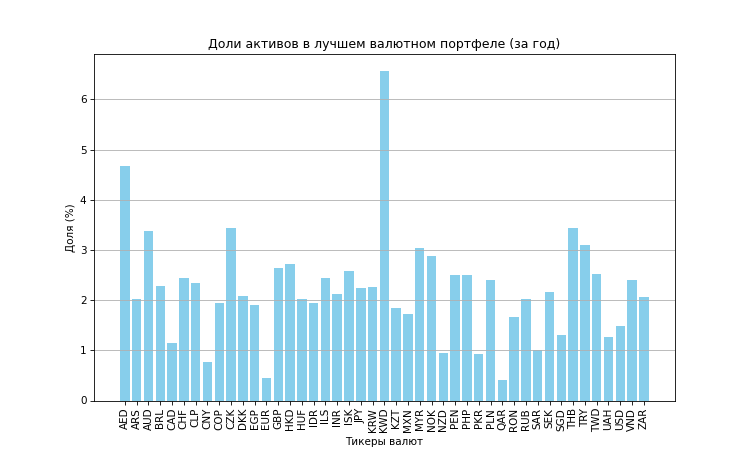 Доли активов в лучшем валютном портфеле (за год)
Доля (%)
6
5
4
3
2
1
0
AED ARS AUD BRL CAD CHF CLP CNY COP CZK DKK EGP EUR GBP HKD HUF IDR ILS INR ISK JPY KRW KWD KZT MXN MYR NOK NZD PEN PHP PKR PLN QAR RON RUB SAR SEK SGD THB TRY TWD UAH USD VND ZAR
Тикеры валют